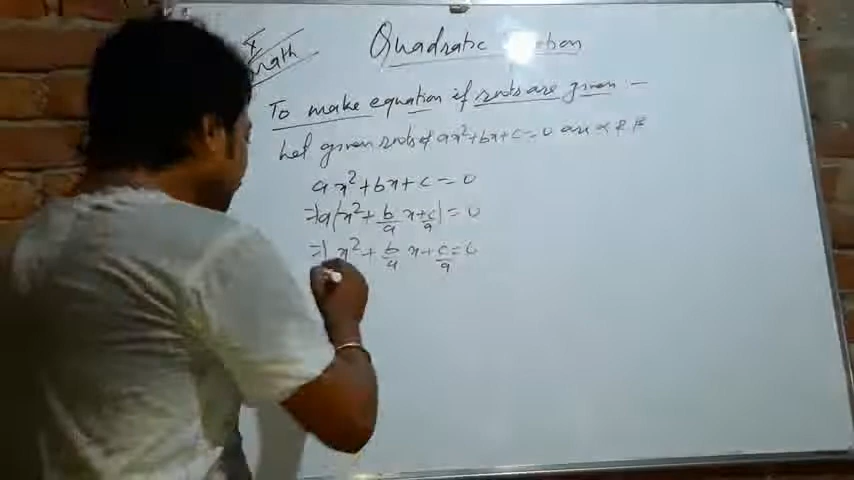 X
math
Quadratic
To make equation if roots are given -
Let given roots of ax²+bx+c=0 are α & β
ax²+bx+c=0
⇒a(x²+b/a x+c/a)=0
⇒ x²+b/a x+c/a=0